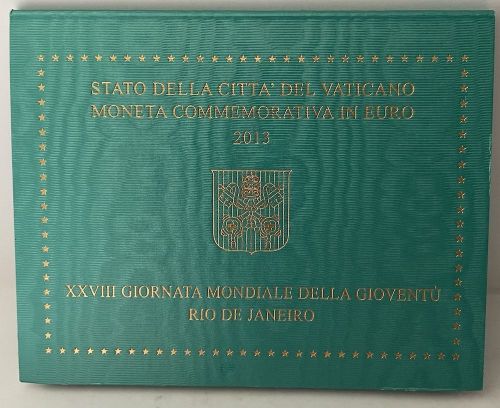 STATO DELLA CITTA' DEL VATICANO
MONETA COMMEMORATIVA IN EURO
2013
XXVIII GIORNATA MONDIALE DELLA GIOVENTÙ
RIO DE JANEIRO